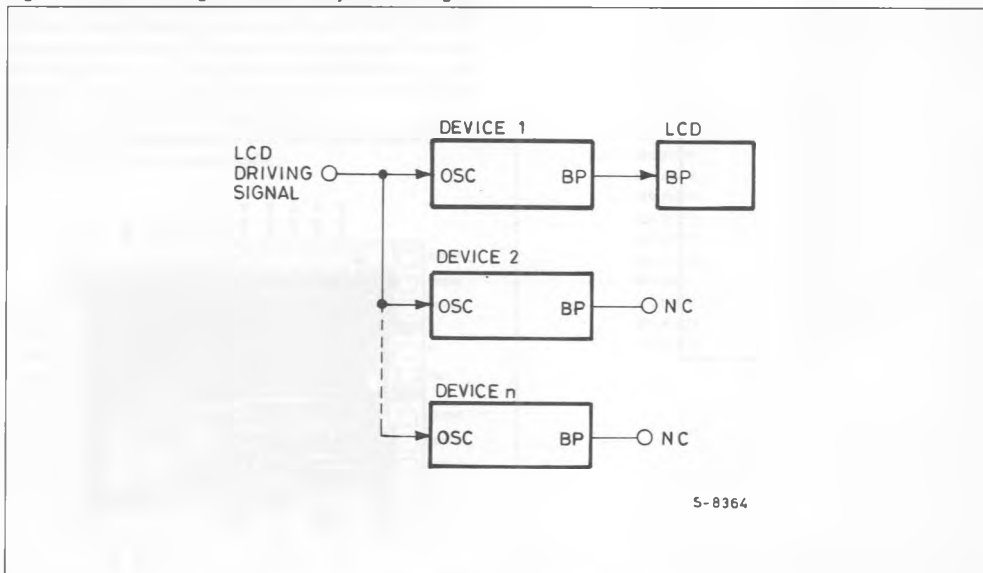 DEVICE 1
LCD
LCD
DRIVING
SIGNAL
OSC
BP
BP
DEVICE 2
OSC
BP
NC
DEVICE n
OSC
BP
NC
S-8364